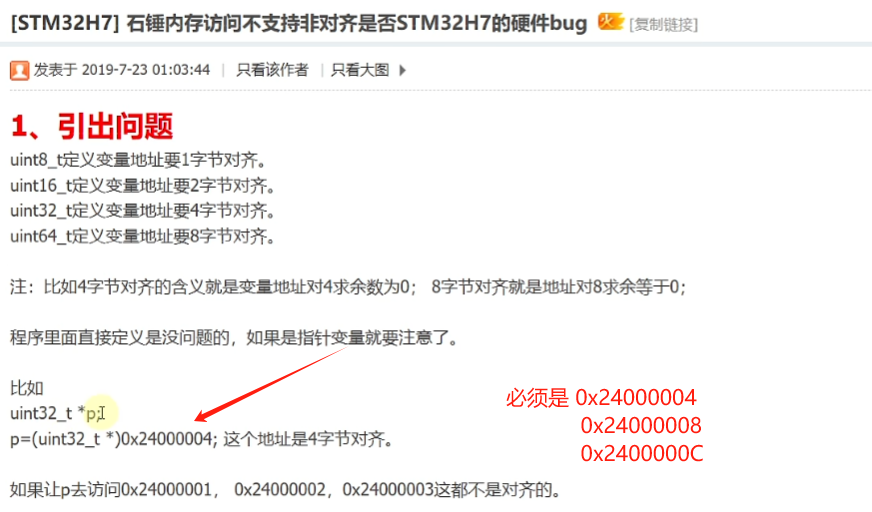 [STM32H7] 石锤内存访问不支持非对齐是否STM32H7的硬件bug 火 [复制链接]
发表于 2019-7-23 01:03:44 | 只看该作者 | 只看大图
1、引出问题
uint8_t定义变量地址要1字节对齐。
uint16_t定义变量地址要2字节对齐。
uint32_t定义变量地址要4字节对齐。
uint64_t定义变量地址要8字节对齐。
注：比如4字节对齐的含义就是变量地址对4求余数为0； 8字节对齐就是地址对8求余等于0；
程序里面直接定义是没问题的，如果是指针变量就要注意了。
比如
uint32_t *p;
p=(uint32_t *)0x24000004; 这个地址是4字节对齐。
如果让p去访问0x24000001， 0x24000002，0x24000003这都不是对齐的。
必须是 0x24000004
0x24000008
0x2400000C